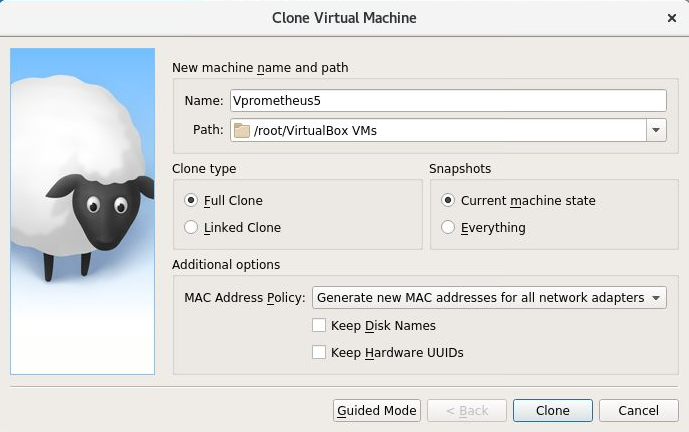 Clone Virtual Machine
New machine name and path
Name: Vprometheus5
Path: /root/VirtualBox VMs
Clone type
Full Clone
Linked Clone
Snapshots
Current machine state
Everything
Additional options
MAC Address Policy: Generate new MAC addresses for all network adapters
Keep Disk Names
Keep Hardware UUIDs
Guided Mode
< Back
Clone
Cancel